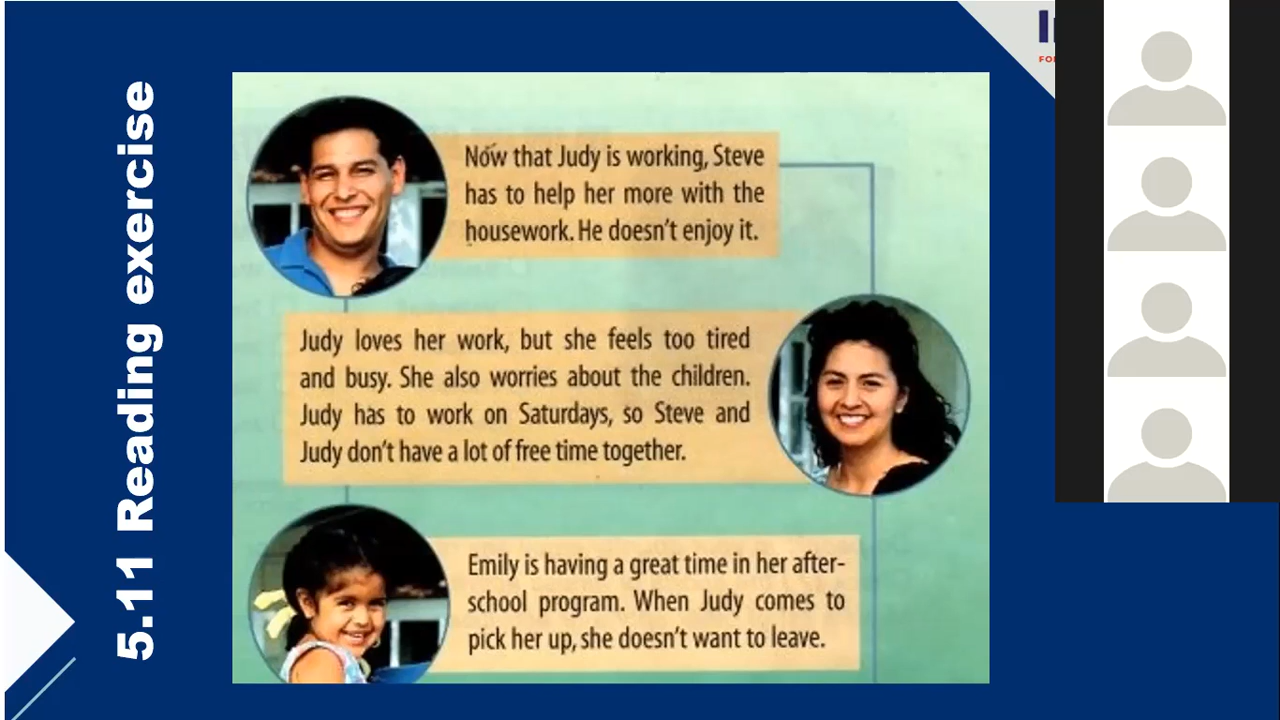 5.11 Reading exercise
Now that Judy is working, Steve
has to help her more with the
housework. He doesn't enjoy it.
Judy loves her work, but she feels too tired
and busy. She also worries about the children.
Judy has to work on Saturdays, so Steve and
Judy don't have a lot of free time together.
Emily is having a great time in her after-
school program. When Judy comes to
pick her up, she doesn't want to leave.